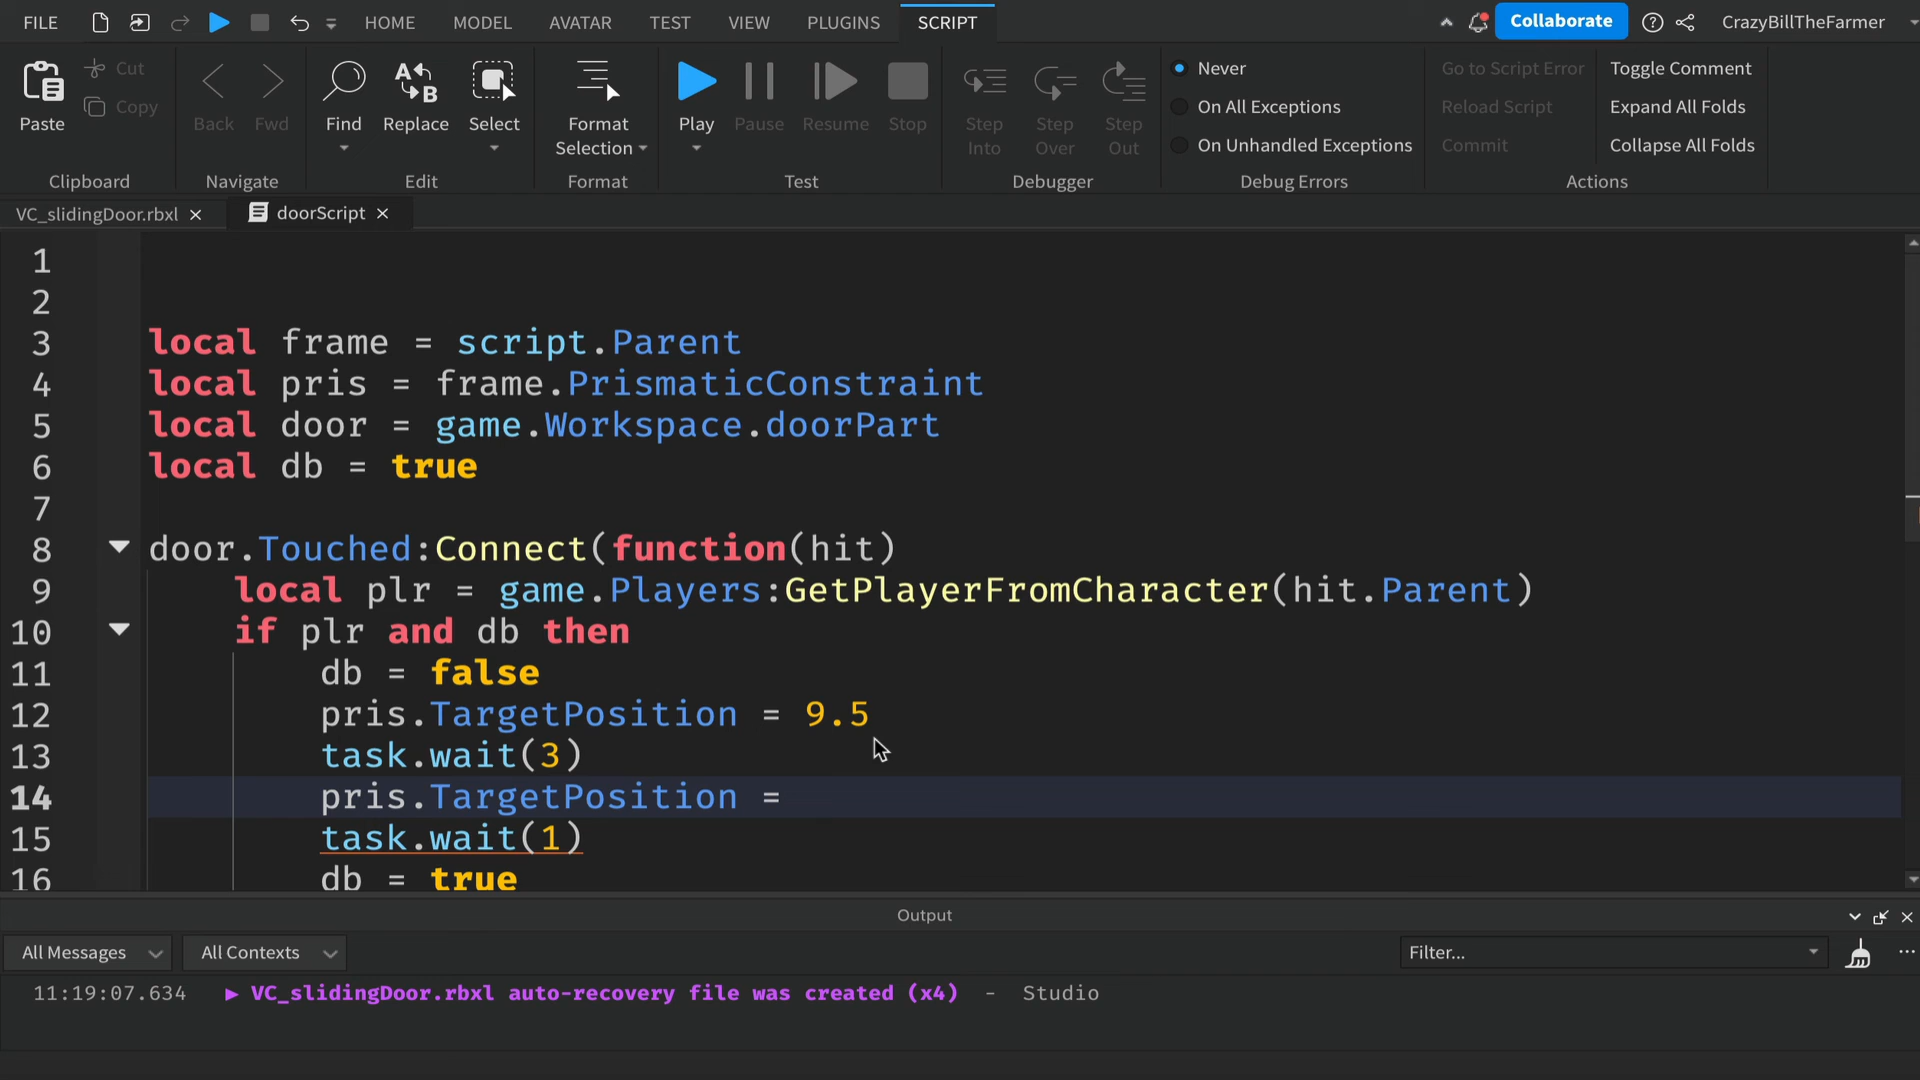 FILE HOME MODEL AVATAR TEST VIEW PLUGINS SCRIPT Collaborate CrazyBillTheFarmer
Paste Cut Copy Back Fwd Find Replace Select Format Selection Play Pause Resume Stop Step Into Step Over Step Out
Never
On All Exceptions
On Unhandled Exceptions
Go to Script Error
Reload Script
Commit
Toggle Comment
Expand All Folds
Collapse All Folds
Clipboard Navigate Edit Format Test Debugger Debug Errors Actions
VC_slidingDoor.rbxl × doorScript ×
1
2
3 local frame = script.Parent
4 local pris = frame.PrismaticConstraint
5 local door = game.Workspace.doorPart
6 local db = true
7
8 door.Touched:Connect(function(hit)
9 local plr = game.Players:GetPlayerFromCharacter(hit.Parent)
10 if plr and db then
11 db = false
12 pris.TargetPosition = 9.5
13 task.wait(3)
14 pris.TargetPosition =
15 task.wait(1)
16 db = true
Output
All Messages All Contexts Filter...
11:19:07.634 ▶ VC_slidingDoor.rbxl auto-recovery file was created (x4) - Studio